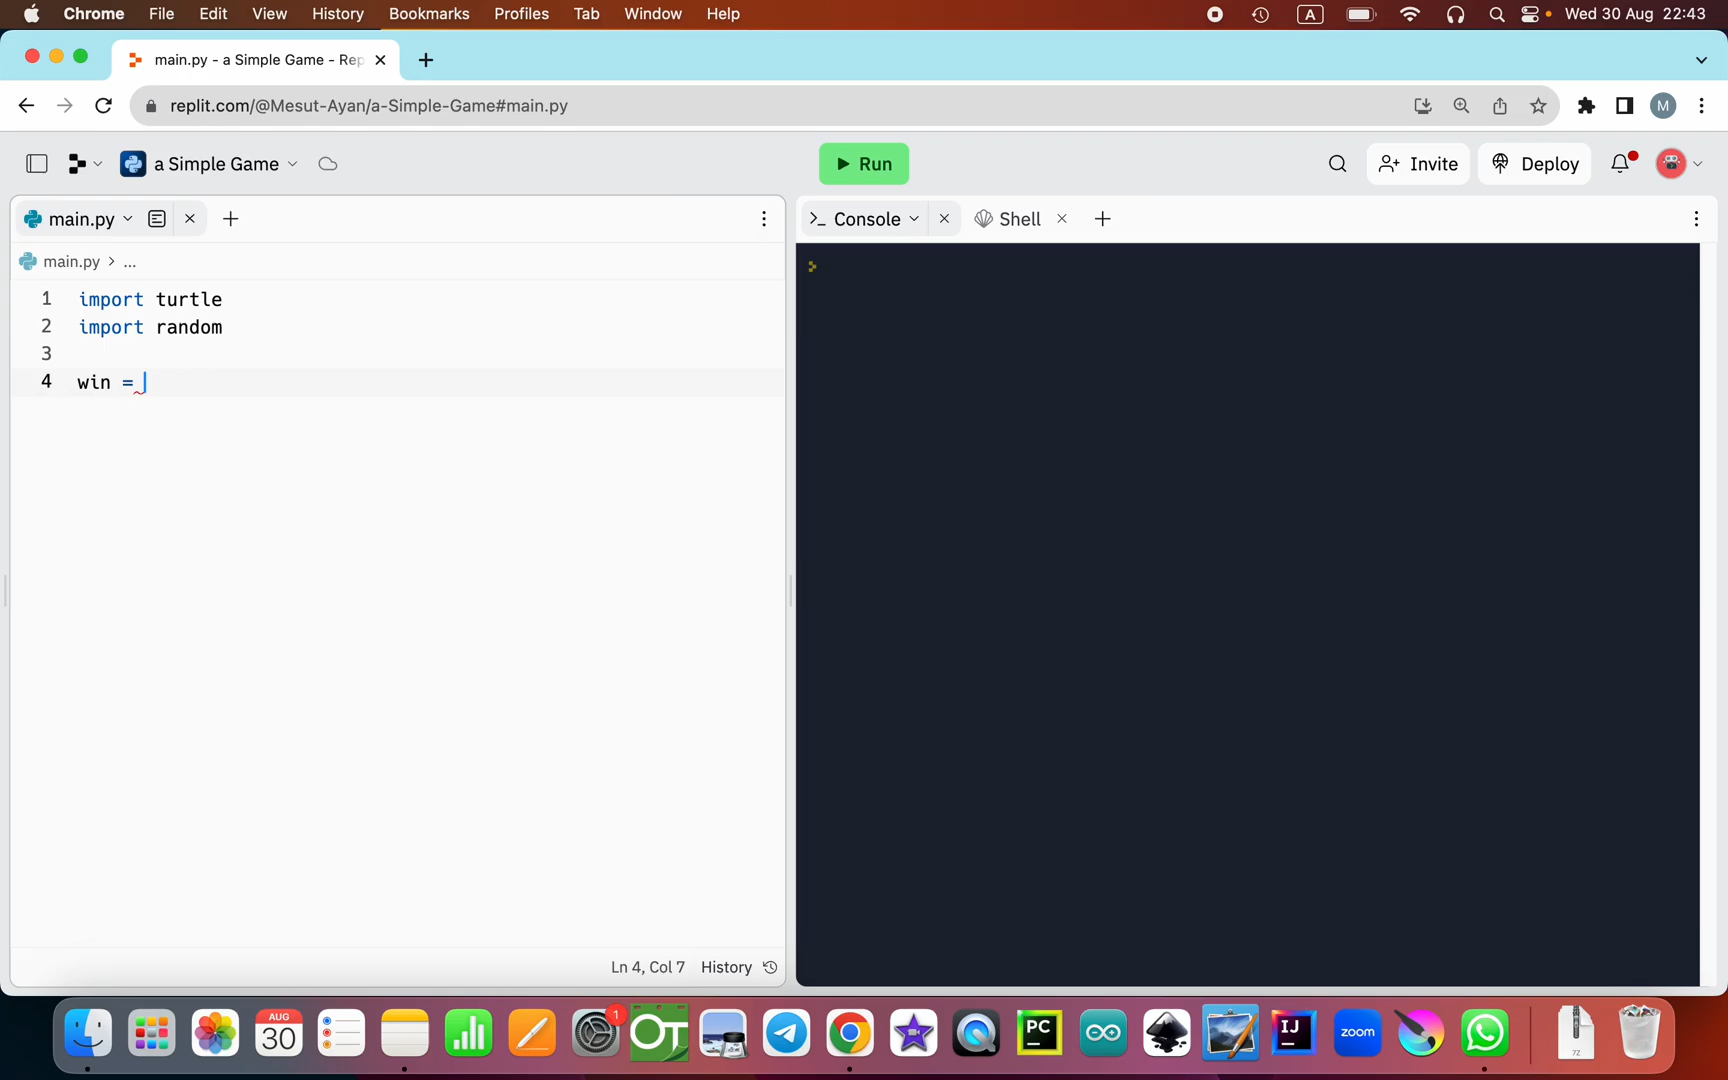 Chrome File Edit View History Bookmarks Profiles Tab Window Help A Wed 30 Aug 22:43
main.py - a Simple Game - Rep
replit.com/@Mesut-Ayan/a-Simple-Game#main.py M
a Simple Game Run Invite Deploy
main.py >_ Console Shell
main.py > ...
1 import turtle
2 import random
3
4 win =
Ln 4, Col 7 History
AUG 30 1 OT PC IJ zoom 7Z